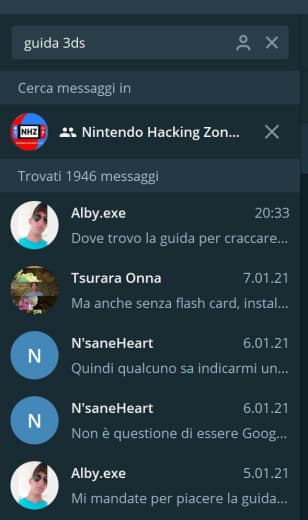 guida 3ds
Cerca messaggi in
NHZ
Nintendo Hacking Zon...
Trovati 1946 messaggi
Alby.exe 20:33
Dove trovo la guida per craccare...
Tsurara Onna 7.01.21
Ma anche senza flash card, instal...
N
N'saneHeart 6.01.21
Quindi qualcuno sa indicarmi un...
N
N'saneHeart 6.01.21
Non è questione di essere Goog...
Alby.exe 5.01.21
Mi mandate per piacere la guida...